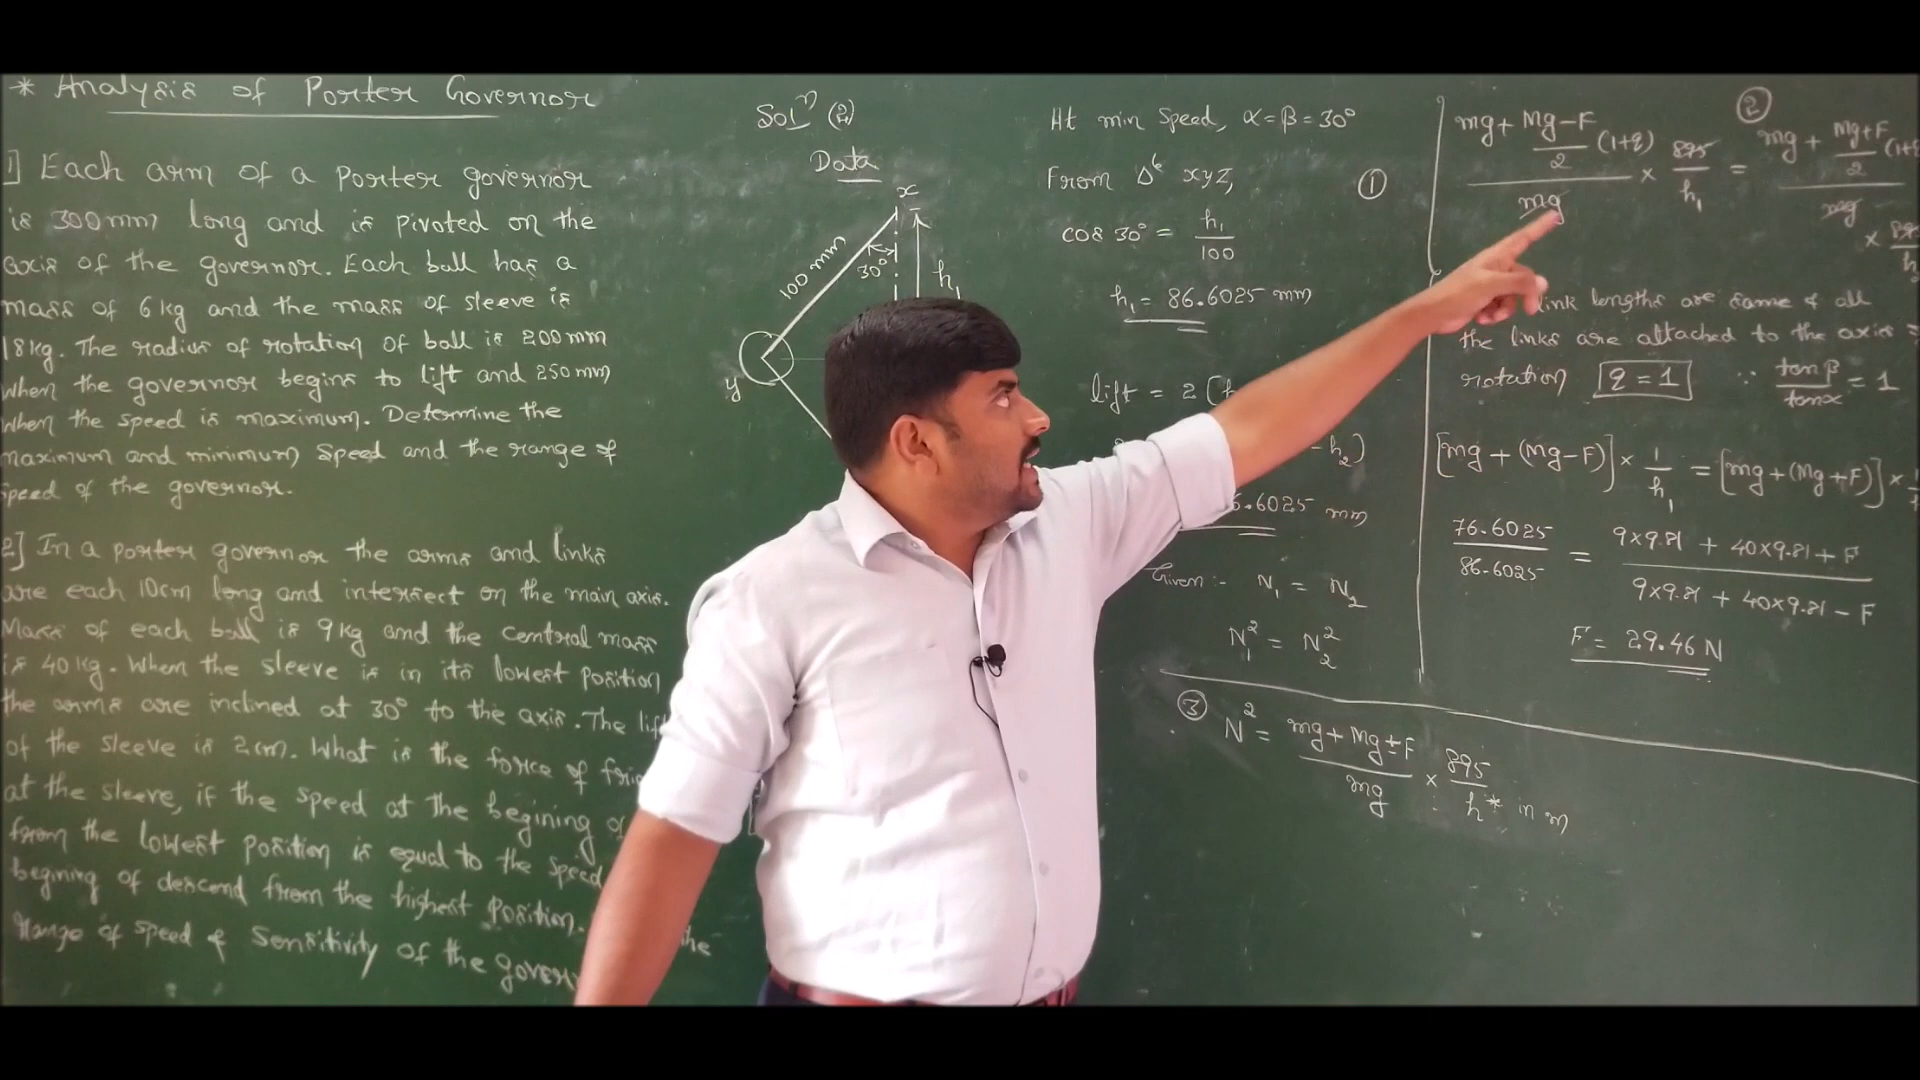 * Analysis of Porter Governor
1] Each arm of a porter governor
is 300mm long and is pivoted on the
axis of the governor. Each ball has a
mass of 6kg and the mass of sleeve is
18kg. The radius of rotation of ball is 200mm
when the governor begins to lift and 250mm
when the speed is maximum. Determine the
maximum and minimum speed and the range of
speed of the governor.
2] In a porter governor the arms and links
are each 10cm long and intersect on the main axis.
Mass of each ball is 9kg and the central mass
is 40kg. When the sleeve is in its lowest position
the arms are inclined at 30° to the axis. The lift
of the sleeve is 2cm. What is the force of
at the sleeve, if the speed at the begining of
from the lowest position is equal to the speed
begining of descend from the highest position. the
range of speed & sensitivity of the
Solⁿ (2)
Data
x
100 mm
30°
h₁
y
At min speed, α=β=30°
From Δˡᵉ xyz,
cos 30° = h₁/100
h₁ = 86.6025 mm
lift = 2 (
- h₂)
6.6025 mm
Given :- N₁ = N₂
N₁² = N₂²
①
(mg + (Mg-F)/2 (1+q))/mg × 895/h₁ = (mg + (Mg+F)/2 (1+q))/mg
②
× 895/h
link lengths are same & all
the links are attached to the axis
rotation q = 1 ∵ tanβ/tanα = 1
[mg + (Mg-F)] × 1/h₁ = [mg+(Mg+F)] ×
76.6025/86.6025 = (9×9.81 + 40×9.81 + F)/(9×9.81 + 40×9.81 - F)
F = 29.46 N
③ N² = (mg + Mg ± F)/mg × 895/h * in m